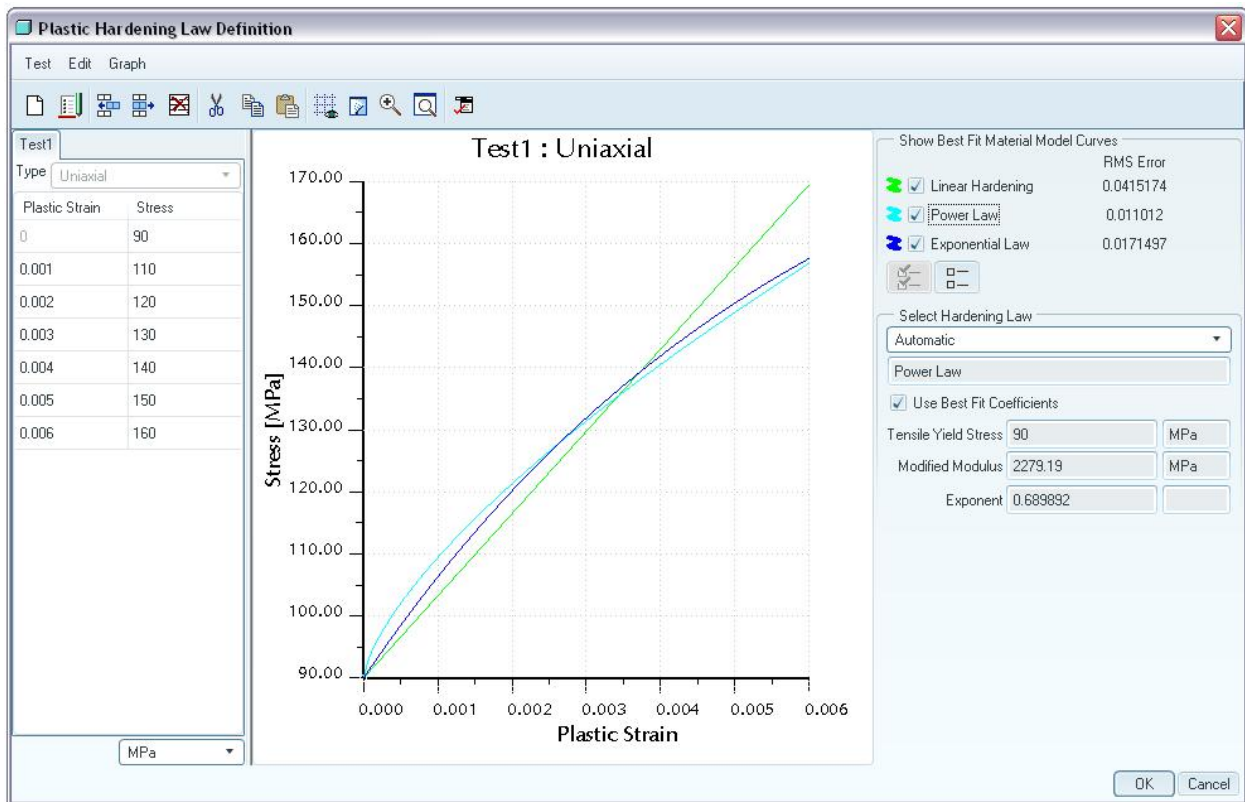 Plastic Hardening Law Definition
Test Edit Graph
Test1
Type Uniaxial
Plastic Strain Stress
0 90
0.001 110
0.002 120
0.003 130
0.004 140
0.005 150
0.006 160
MPa
Test1 : Uniaxial
Stress [MPa]
170.00
160.00
150.00
140.00
130.00
120.00
110.00
100.00
90.00
0.000 0.001 0.002 0.003 0.004 0.005 0.006
Plastic Strain
Show Best Fit Material Model Curves
RMS Error
Linear Hardening 0.0415174
Power Law 0.011012
Exponential Law 0.0171497
Select Hardening Law
Automatic
Power Law
Use Best Fit Coefficients
Tensile Yield Stress 90 MPa
Modified Modulus 2279.19 MPa
Exponent 0.689892
OK Cancel